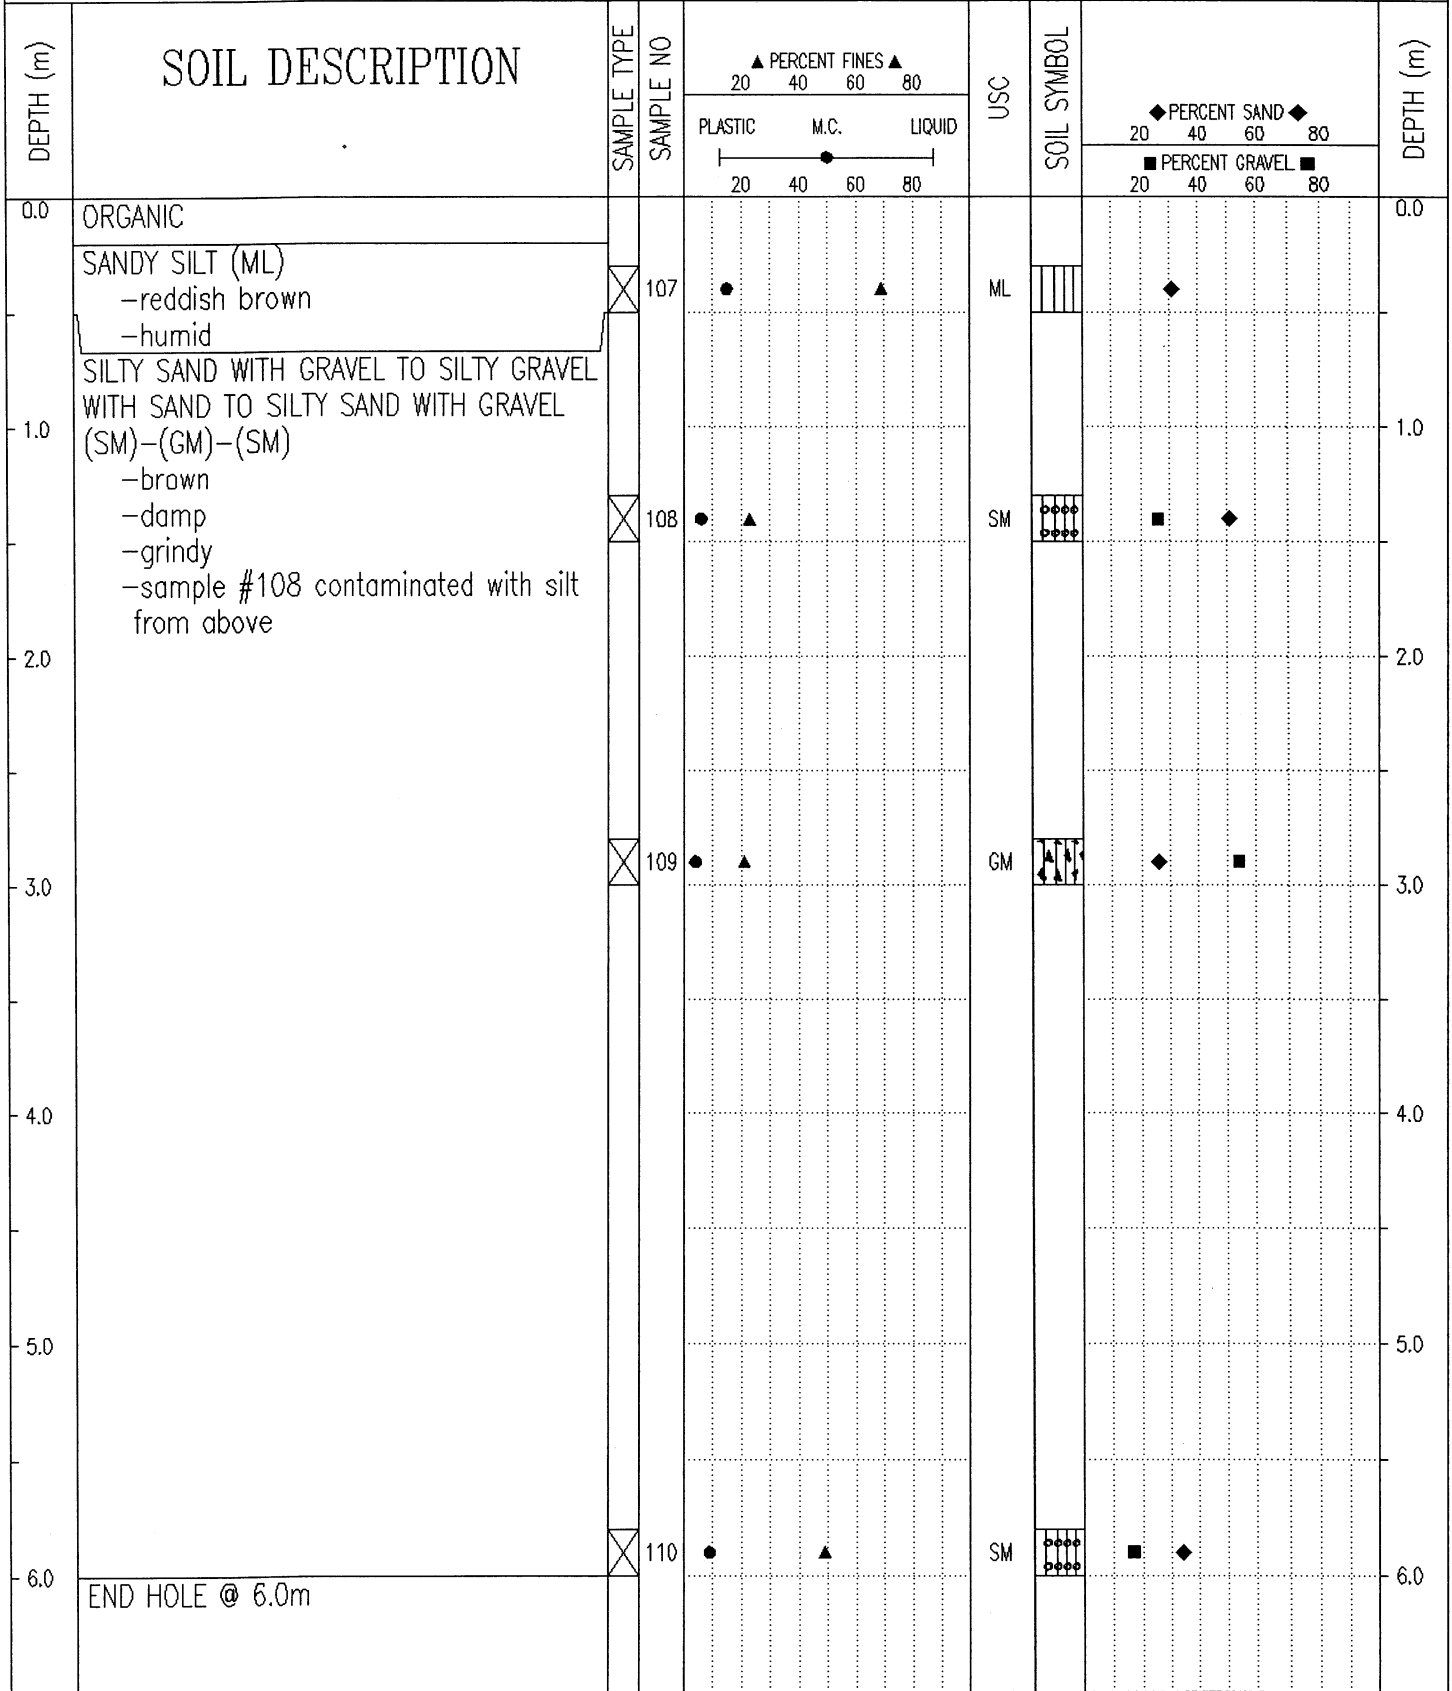 DEPTH (m)
SOIL DESCRIPTION
SAMPLE TYPE
SAMPLE NO
▲ PERCENT FINES ▲
20 40 60 80
PLASTIC M.C. LIQUID
20 40 60 80
USC
SOIL SYMBOL
◆ PERCENT SAND ◆
20 40 60 80
■ PERCENT GRAVEL ■
20 40 60 80
DEPTH (m)
0.0 ORGANIC 0.0
SANDY SILT (ML)
-reddish brown 107 ML
-humid
SILTY SAND WITH GRAVEL TO SILTY GRAVEL
WITH SAND TO SILTY SAND WITH GRAVEL
1.0 (SM)-(GM)-(SM) 1.0
-brown
-damp 108 SM
-grindy
-sample #108 contaminated with silt
from above
2.0 2.0
109 GM
3.0 3.0
4.0 4.0
5.0 5.0
110 SM
6.0 6.0
END HOLE @ 6.0m